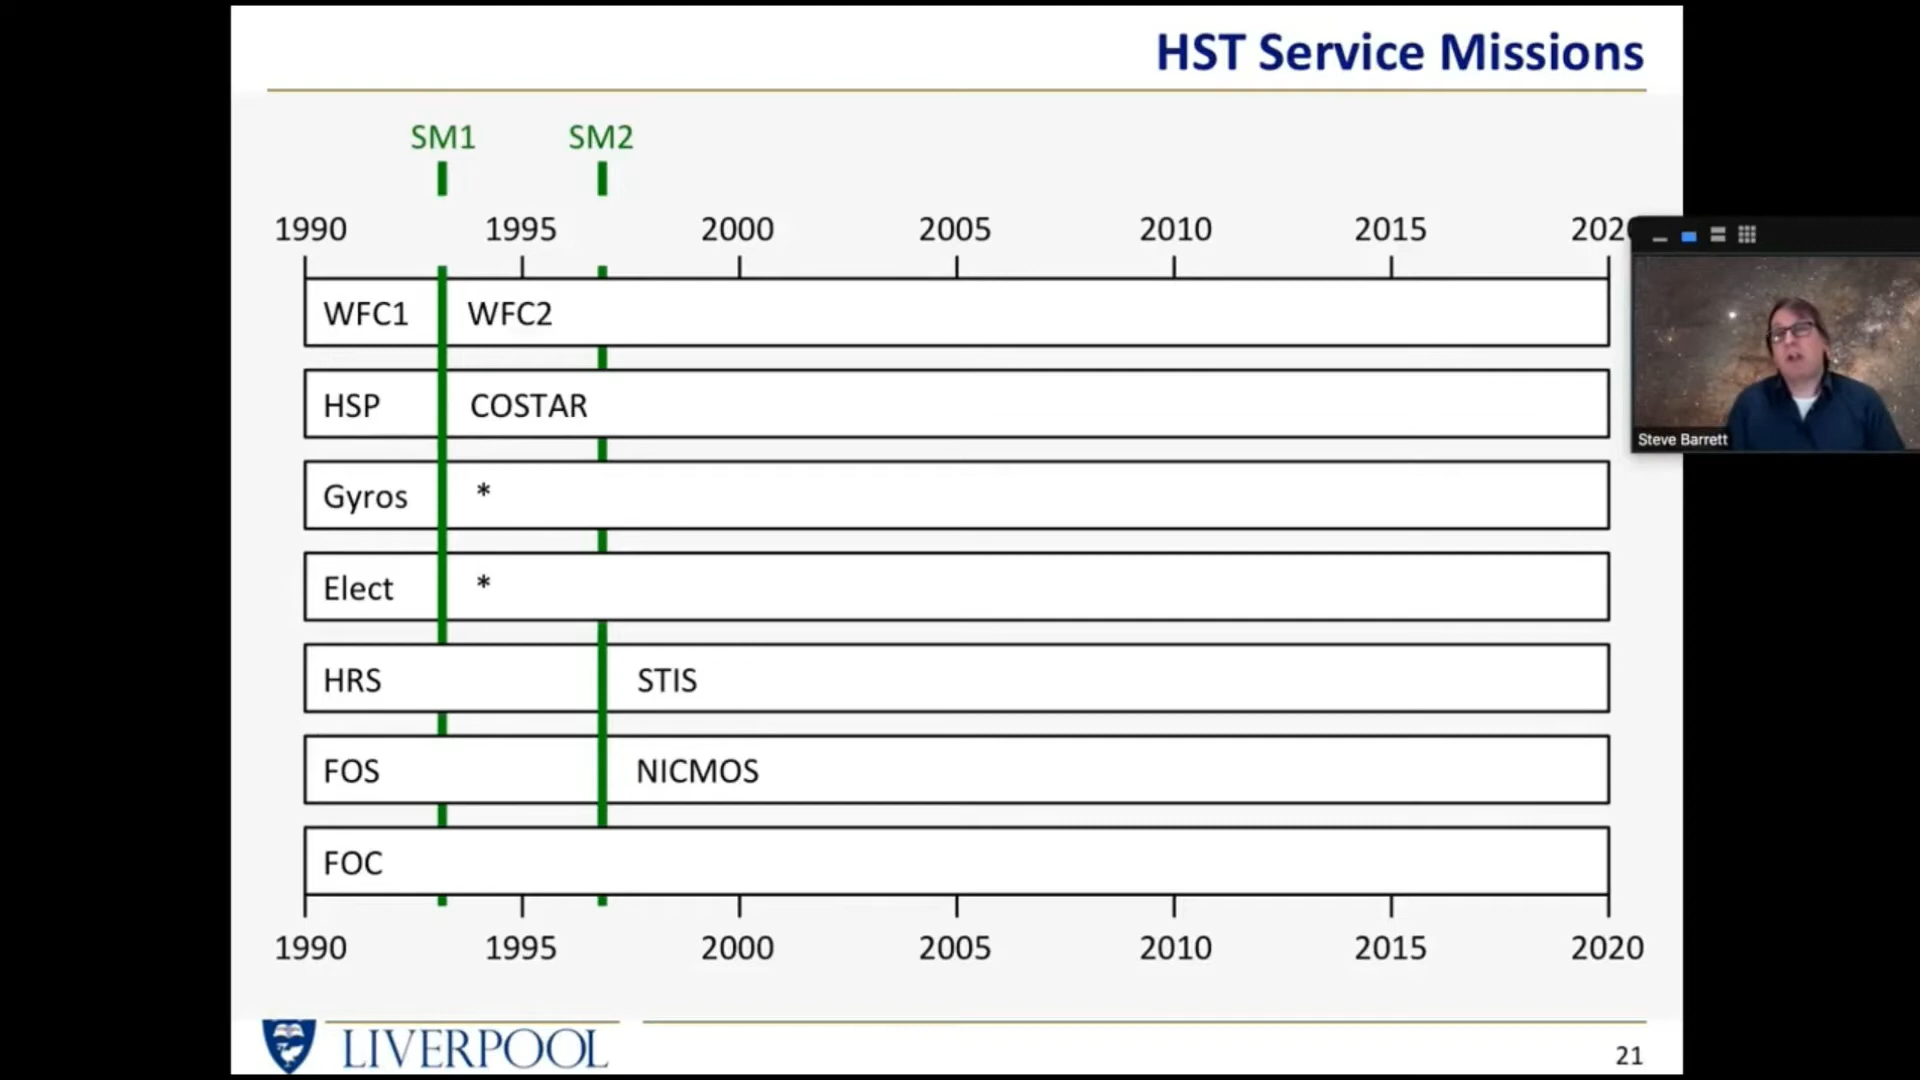 HST Service Missions
SM1 SM2
1990 1995 2000 2005 2010 2015 202
WFC1 WFC2
HSP COSTAR
Gyros *
Elect *
HRS STIS
FOS NICMOS
FOC
1990 1995 2000 2005 2010 2015 2020
Steve Barrett
LIVERPOOL
21